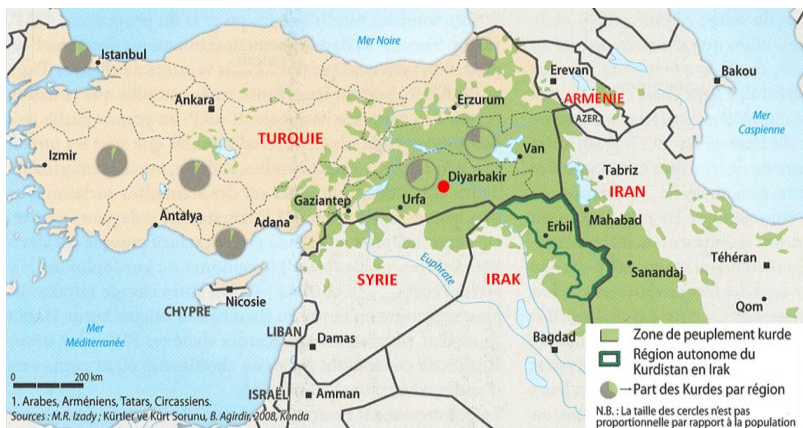 Mer Noire
Istanbul
Ankara
Erzurum
Erevan
ARMENIE
AZER.
Bakou
Mer
Caspienne
TURQUIE
Izmir
Van
Diyarbakir
Tabriz
IRAN
Antalya
Adana
Gaziantep
Urfa
Erbil
Mahabad
Téhéran
Sanandaj
Qom
SYRIE
Euphrate
IRAK
Nicosie
CHYPRE
LIBAN
Damas
Bagdad
Mer
Méditerranée
ISRAËL
Amman
0 200 km
1. Arabes, Arméniens, Tatars, Circassiens.
Sources : M.R. Izady ; Kürtler ve Kürt Sorunu, B. Agirdir, 2008, Konda
Zone de peuplement kurde
Région autonome du
Kurdistan en Irak
Part des Kurdes par région
N.B. : La taille des cercles n'est pas
proportionnelle par rapport à la population